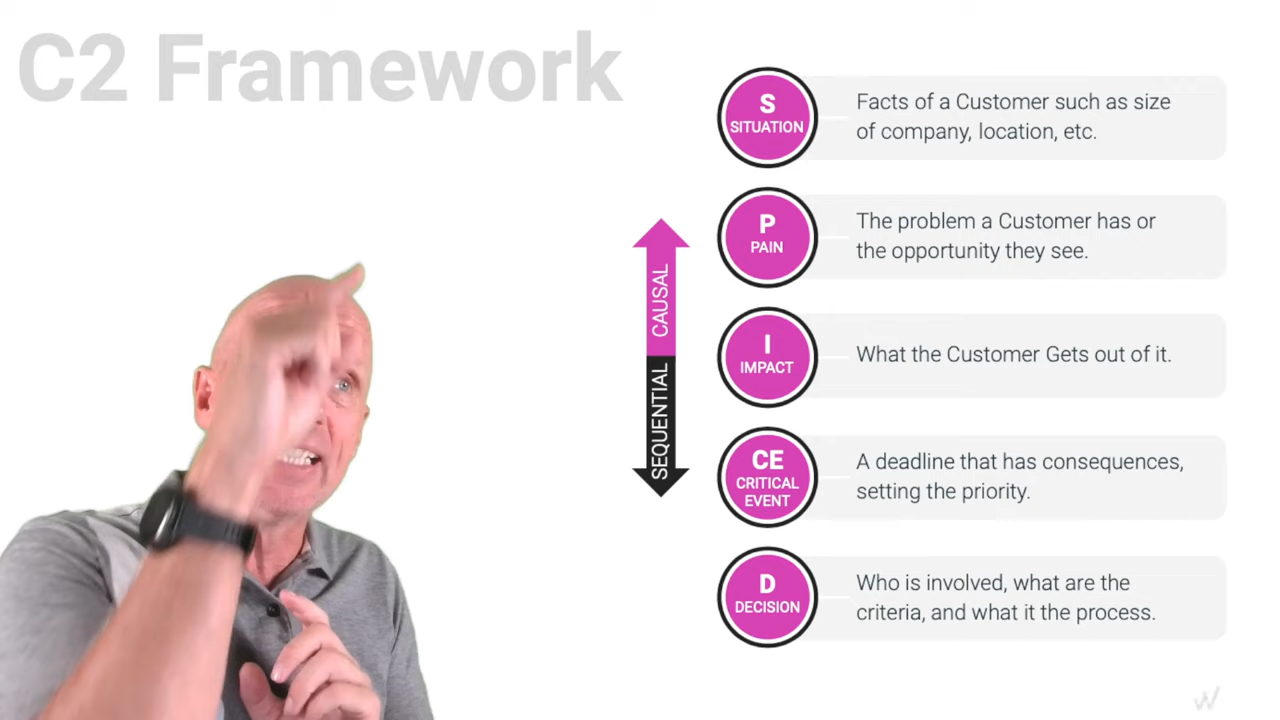 C2 Framework
S
SITUATION
Facts of a Customer such as size
of company, location, etc.
P
PAIN
The problem a Customer has or
the opportunity they see.
CAUSAL
I
IMPACT
What the Customer Gets out of it.
SEQUENTIAL
CE
CRITICAL
EVENT
A deadline that has consequences,
setting the priority.
D
DECISION
Who is involved, what are the
criteria, and what it the process.
W